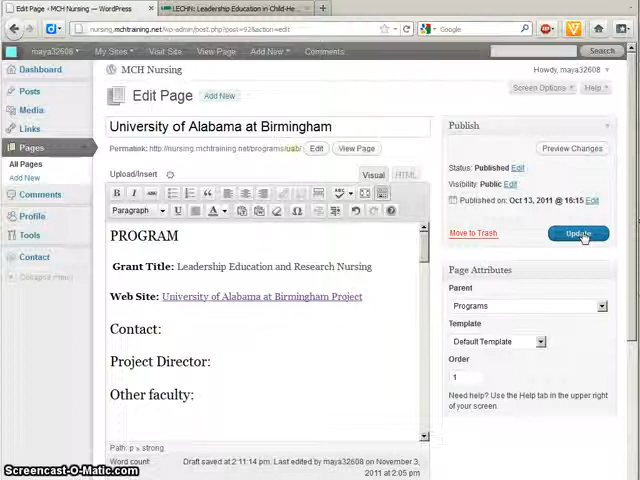 Edit Page ‹ MCH Nursing — WordPress
LECHN: Leadership Education in Child-He...
nursing.mchtraining.net/wp-admin/post.php?post=92&action=edit
Google
maya32608 My Sites Visit Site View Page Add New Comments Search
MCH Nursing
Howdy, maya32608
Dashboard
Posts
Media
Links
Pages
All Pages
Add New
Comments
Profile
Tools
Contact
Collapse menu
Edit Page Add New
Screen Options Help
University of Alabama at Birmingham
Permalink: http://nursing.mchtraining.net/programs/uab/ Edit View Page
Upload/Insert Visual HTML
B I ABC
Paragraph U A
PROGRAM
Grant Title: Leadership Education and Research Nursing
Web Site: University of Alabama at Birmingham Project
Contact:
Project Director:
Other faculty:
Path: p » strong
Word count:
Draft saved at 2:11:14 pm. Last edited by maya32608 on November 3,
2011 at 2:05 pm
Publish
Preview Changes
Status: Published Edit
Visibility: Public Edit
Published on: Oct 13, 2011 @ 16:15 Edit
Move to Trash Update
Page Attributes
Parent
Programs
Template
Default Template
Order
1
Need help? Use the Help tab in the upper right
of your screen.
Screencast-O-Matic.com